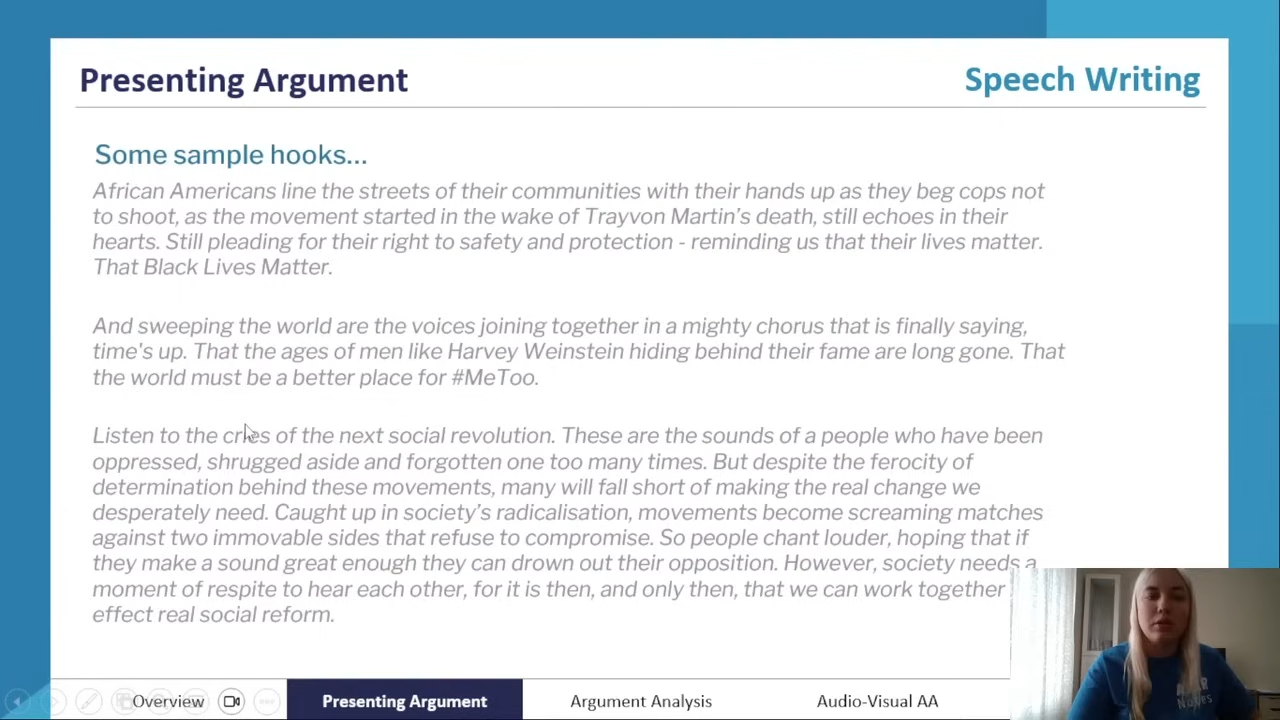 Presenting Argument
Speech Writing
Some sample hooks...
African Americans line the streets of their communities with their hands up as they beg cops not
to shoot, as the movement started in the wake of Trayvon Martin's death, still echoes in their
hearts. Still pleading for their right to safety and protection - reminding us that their lives matter.
That Black Lives Matter.
And sweeping the world are the voices joining together in a mighty chorus that is finally saying,
time's up. That the ages of men like Harvey Weinstein hiding behind their fame are long gone. That
the world must be a better place for #MeToo.
Listen to the cries of the next social revolution. These are the sounds of a people who have been
oppressed, shrugged aside and forgotten one too many times. But despite the ferocity of
determination behind these movements, many will fall short of making the real change we
desperately need. Caught up in society's radicalisation, movements become screaming matches
against two immovable sides that refuse to compromise. So people chant louder, hoping that if
they make a sound great enough they can drown out their opposition. However, society needs a
moment of respite to hear each other, for it is then, and only then, that we can work together
effect real social reform.
Overview
Presenting Argument
Argument Analysis
Audio-Visual AA